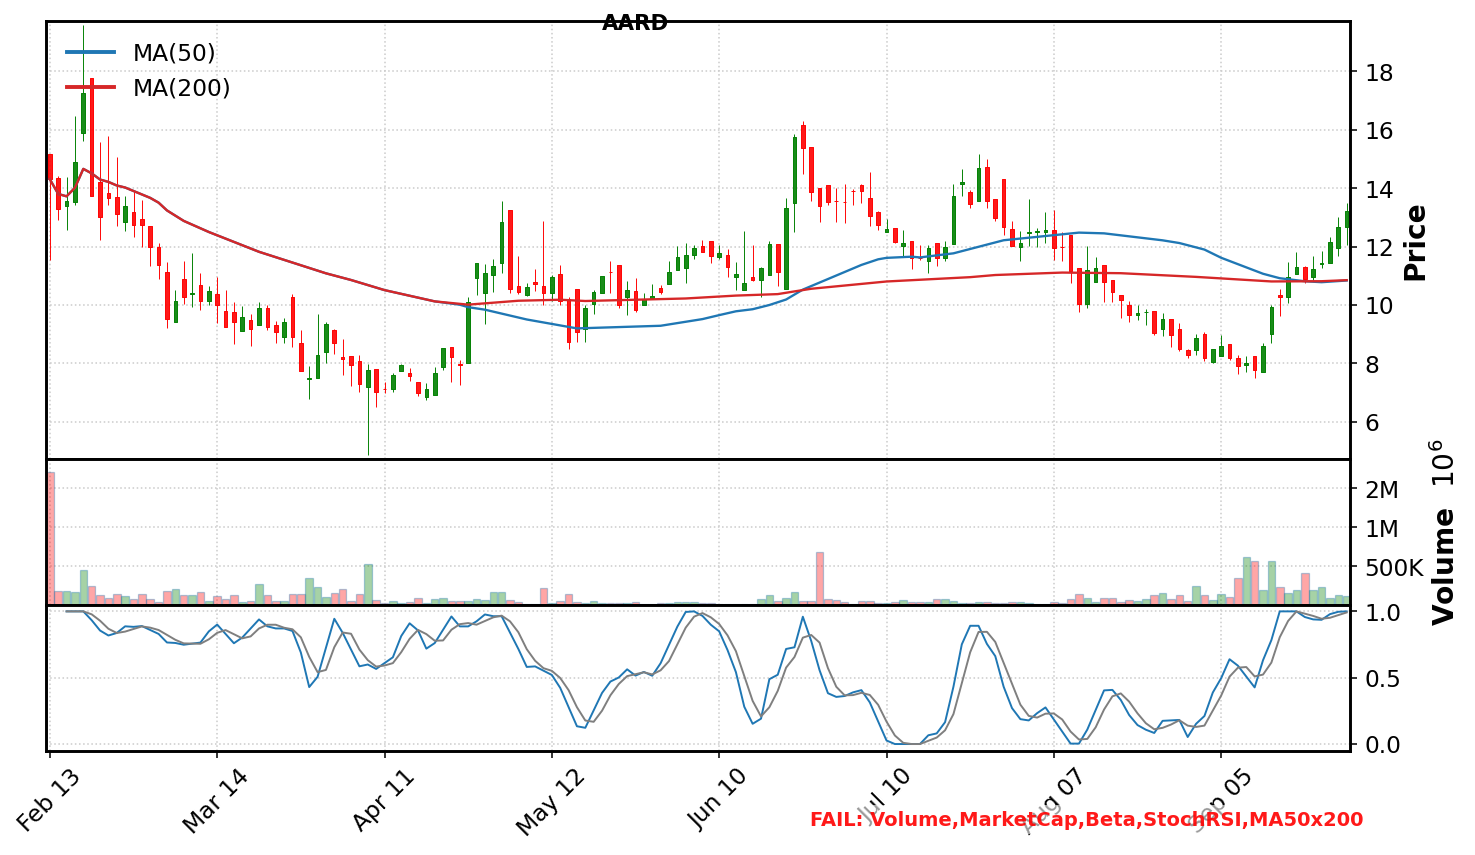 AARD
MA(50)
MA(200)
18
16
14
12
10
8
6
Price
2M
1M
500K
Volume 10^6
1.0
0.5
0.0
Feb 13
Mar 14
Apr 11
May 12
Jun 10
Jul 10
Aug 07
Sep 05
FAIL: Volume,MarketCap,Beta,StochRSI,MA50x200